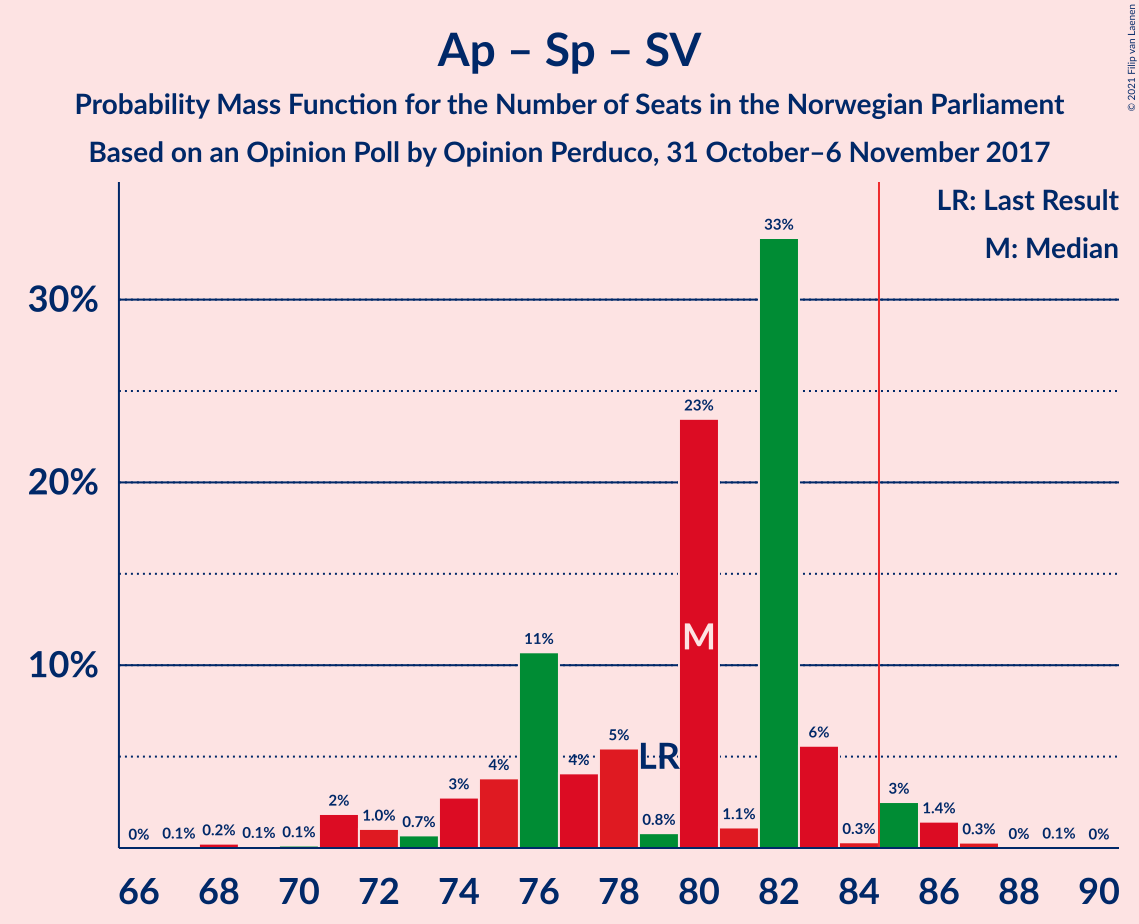 Ap – Sp – SV
Probability Mass Function for the Number of Seats in the Norwegian Parliament
Based on an Opinion Poll by Opinion Perduco, 31 October–6 November 2017
© 2021 Filip van Laenen
LR: Last Result
M: Median
30%
20%
10%
0% 0.1% 0.2% 0.1% 0.1% 2% 1.0% 0.7% 3% 4% 11% 4% 5% 0.8% 23% 1.1% 33% 6% 0.3% 3% 1.4% 0.3% 0% 0.1% 0%
LR
M
66 68 70 72 74 76 78 80 82 84 86 88 90